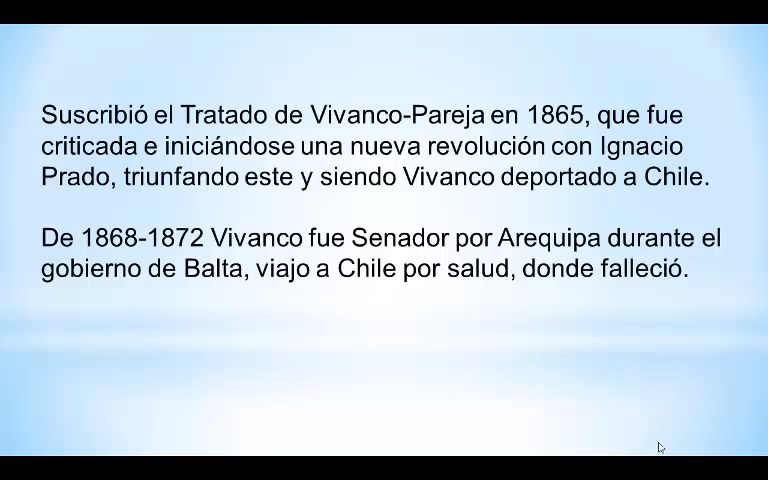 Suscribió el Tratado de Vivanco-Pareja en 1865, que fue
criticada e iniciándose una nueva revolución con Ignacio
Prado, triunfando este y siendo Vivanco deportado a Chile.
De 1868-1872 Vivanco fue Senador por Arequipa durante el
gobierno de Balta, viajo a Chile por salud, donde falleció.